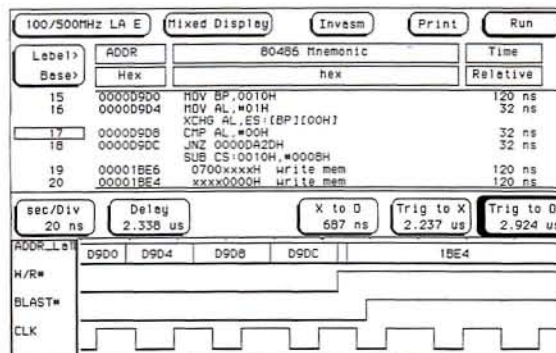 100/500MHz LA E Mixed Display Invasm Print Run
Label> ADDR 80486 Mnemonic Time
Base> Hex hex Relative
15 0000D9D0 MOV BP,0010H 120 ns
16 0000D9D4 MOV AL,#01H 32 ns
XCHG AL,ES:[BP][00H]
17 0000D9D8 CMP AL,#00H 32 ns
18 0000D9DC JNZ 0000DA2DH 32 ns
SUB CS:0010H,#0008H
19 00001BE6 0700xxxxH write mem 120 ns
20 00001BE4 xxxx0000H write mem 120 ns
sec/Div Delay X to O Trig to X Trig to O
20 ns 2.338 us 687 ns 2.237 us 2.924 us
D9D0 D9D4 D9D8 D9DC 1BE4
W/R#
BLAST#
CLK